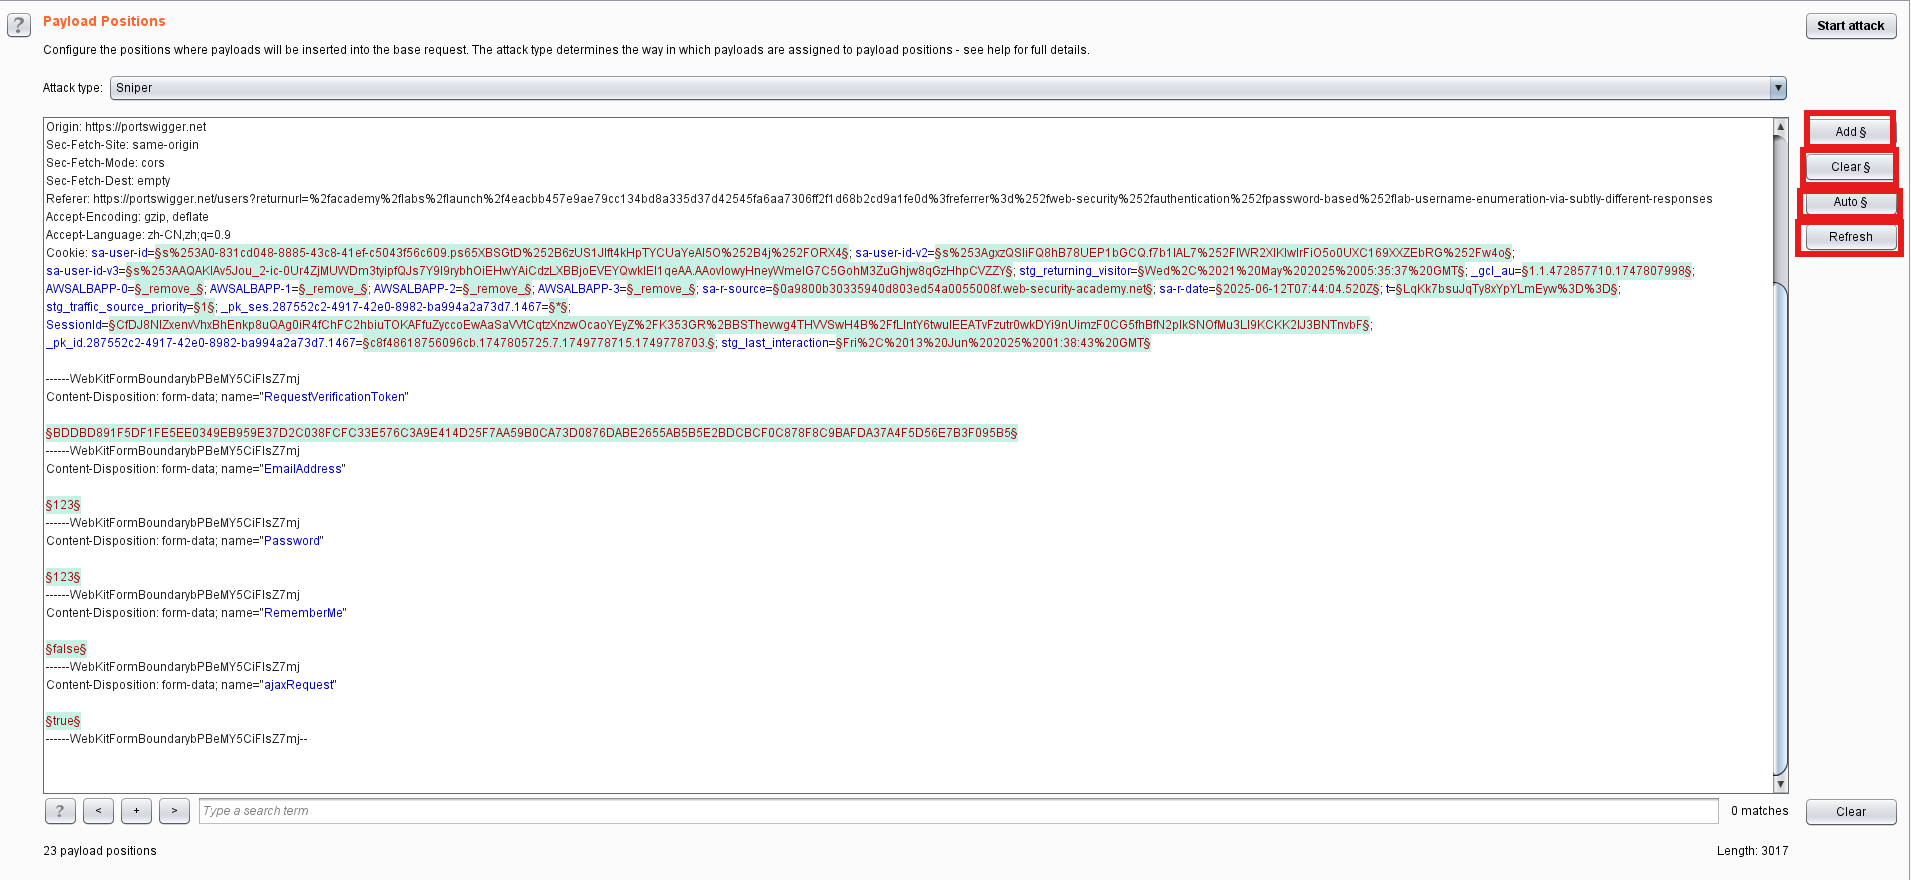 ?
Payload Positions
Start attack
Configure the positions where payloads will be inserted into the base request. The attack type determines the way in which payloads are assigned to payload positions - see help for full details.
Attack type: Sniper
Add §
Clear §
Auto §
Refresh
Origin: https://portswigger.net
Sec-Fetch-Site: same-origin
Sec-Fetch-Mode: cors
Sec-Fetch-Dest: empty
Referer: https://portswigger.net/users?returnurl=%2facademy%2flabs%2flaunch%2f4eacbb457e9ae79cc134bd8a335d37d42545fa6aa7306ff2f1d68b2cd9a1fe0d%3freferrer%3d%252fweb-security%252fauthentication%252fpassword-based%252flab-username-enumeration-via-subtly-different-responses
Accept-Encoding: gzip, deflate
Accept-Language: zh-CN,zh;q=0.9
Cookie: sa-user-id=§s%253A0-831cd048-8885-43c8-41ef-c5043f56c609.ps65XBSGtD%252B6zUS1JIft4kHpTYCUaYeAI5O%252B4j%252FORX4§; sa-user-id-v2=§s%253AgxzQSIiFQ8hB78UEP1bGCQ.f7b1IAL7%252FIWR2XIKIwIrFiO5o0UXC169XXZEbRG%252Fw4o§;
sa-user-id-v3=§s%253AAQAKIAv5Jou_2-ic-0Ur4ZjMUWDm3tyipfQJs7Y9I9rybhOiEHwYAiCdzLXBBjoEVEYQwkIEI1qeAA.AAovIowyHneyWmeIG7C5GohM3ZuGhjw8qGzHhpCVZZY§; stg_returning_visitor=§Wed%2C%2021%20May%202025%2005:35:37%20GMT§; _gcl_au=§1.1.472857710.1747807998§;
AWSALBAPP-0=§_remove_§; AWSALBAPP-1=§_remove_§; AWSALBAPP-2=§_remove_§; AWSALBAPP-3=§_remove_§; sa-r-source=§0a9800b30335940d803ed54a0055008f.web-security-academy.net§; sa-r-date=§2025-06-12T07:44:04.520Z§; t=§LqKk7bsuJqTy8xYpYLmEyw%3D%3D§;
stg_traffic_source_priority=§1§; _pk_ses.287552c2-4917-42e0-8982-ba994a2a73d7.1467=§*§;
SessionId=§CfDJ8NIZxenvVhxBhEnkp8uQAg0iR4fChFC2hbiuTOKAFfuZyccoEwAaSaVVtCqtzXnzwOcaoYEyZ%2FK353GR%2BBSThevwg4THVVSwH4B%2FfLIntY6twuIEEATvFzutr0wkDYi9nUimzF0CG5fhBfN2pIkSNOfMu3LI9KCKK2IJ3BNTnvbF§;
_pk_id.287552c2-4917-42e0-8982-ba994a2a73d7.1467=§c8f48618756096cb.1747805725.7.1749778715.1749778703.§; stg_last_interaction=§Fri%2C%2013%20Jun%202025%2001:38:43%20GMT§
------WebKitFormBoundarybPBeMY5CiFIsZ7mj
Content-Disposition: form-data; name="RequestVerificationToken"
§BDDBD891F5DF1FE5EE0349EB959E37D2C038FCFC33E576C3A9E414D25F7AA59B0CA73D0876DABE2655AB5B5E2BDCBCF0C878F8C9BAFDA37A4F5D56E7B3F095B5§
------WebKitFormBoundarybPBeMY5CiFIsZ7mj
Content-Disposition: form-data; name="EmailAddress"
§123§
------WebKitFormBoundarybPBeMY5CiFIsZ7mj
Content-Disposition: form-data; name="Password"
§123§
------WebKitFormBoundarybPBeMY5CiFIsZ7mj
Content-Disposition: form-data; name="RememberMe"
§false§
------WebKitFormBoundarybPBeMY5CiFIsZ7mj
Content-Disposition: form-data; name="ajaxRequest"
§true§
------WebKitFormBoundarybPBeMY5CiFIsZ7mj--
? < + > Type a search term 0 matches Clear
23 payload positions Length: 3017